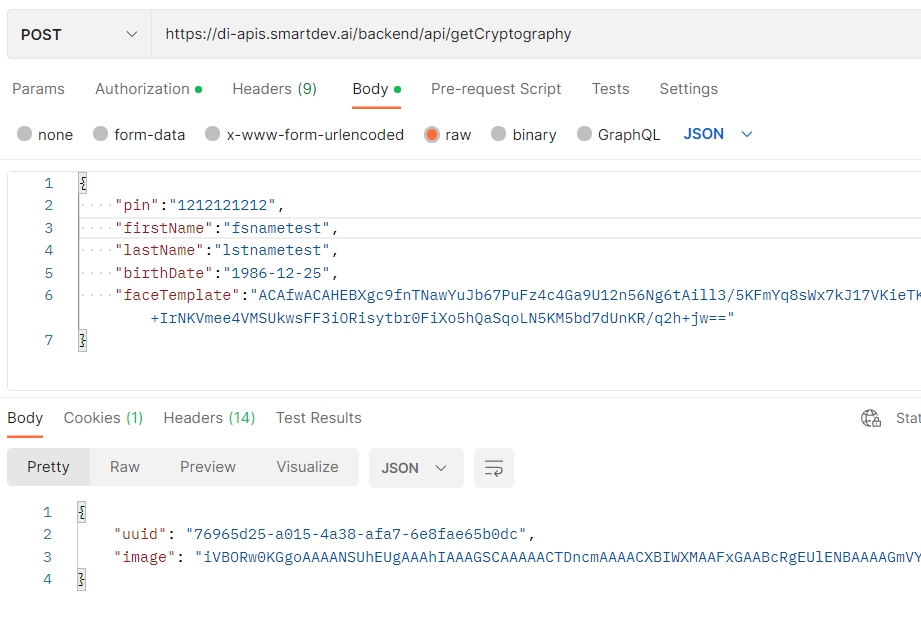 POST https://di-apis.smartdev.ai/backend/api/getCryptography
Params Authorization Headers (9) Body Pre-request Script Tests Settings
none form-data x-www-form-urlencoded raw binary GraphQL JSON
1 {
2 "pin":"1212121212",
3 "firstName":"fsnametest",
4 "lastName":"lstnametest",
5 "birthDate":"1986-12-25",
6 "faceTemplate":"ACAfwACAHEBXgc9fnTNawYuJb67PuFz4c4Ga9U12n56Ng6tAill3/5KFmYq8sWx7kJ17VKieTK
+IrNKVmee4VMSUkwsFF3iORisytbr0FiXo5hQaSqoLN5KM5bd7dUnKR/q2h+jw=="
7 }
Body Cookies (1) Headers (14) Test Results Stat
Pretty Raw Preview Visualize JSON
1 {
2 "uuid": "76965d25-a015-4a38-afa7-6e8fae65b0dc",
3 "image": "iVBORw0KGgoAAAANSUhEUgAAAhIAAAGSCAAAAACTDncmAAAACXBIWXMAAFxGAABcRgEUlENBAAAAGmVY
4 }